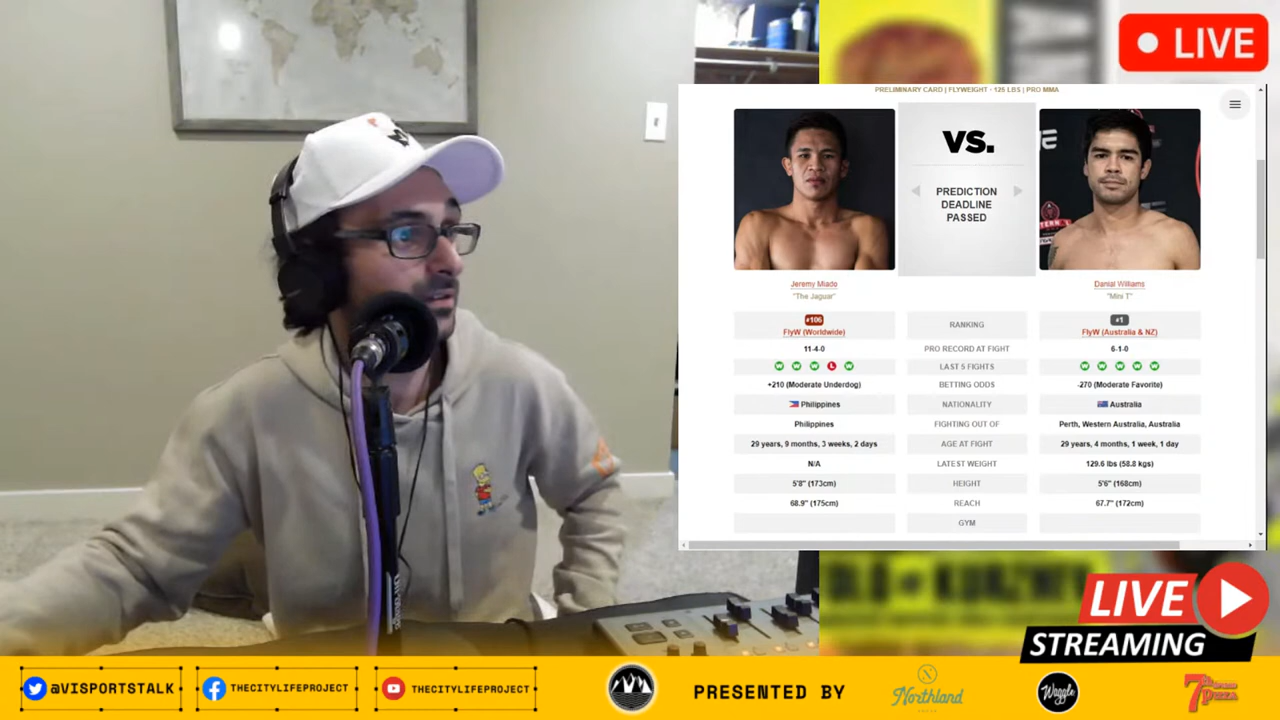 LIVE
PRELIMINARY CARD | FLYWEIGHT - 125 LBS | PRO MMA
VS.
PREDICTION
DEADLINE
PASSED
Jeremy Miado
Danial Williams
"The Jaguar"
"Mini T"
#106
RANKING
#1
FlyW (Worldwide)
FlyW (Australia & NZ)
11-4-0
PRO RECORD AT FIGHT
6-1-0
W W W L W
LAST 5 FIGHTS
W W W W W
+210 (Moderate Underdog)
BETTING ODDS
-270 (Moderate Favorite)
Philippines
NATIONALITY
Australia
Philippines
FIGHTING OUT OF
Perth, Western Australia, Australia
29 years, 9 months, 3 weeks, 2 days
AGE AT FIGHT
29 years, 4 months, 1 week, 1 day
N/A
LATEST WEIGHT
129.6 lbs (58.8 kgs)
5'8" (173cm)
HEIGHT
5'6" (168cm)
68.9" (175cm)
REACH
67.7" (172cm)
GYM
LIVE
STREAMING
@VISPORTSTALK
THECITYLIFEPROJECT
THECITYLIFEPROJECT
PRESENTED BY
Northland
Waggle